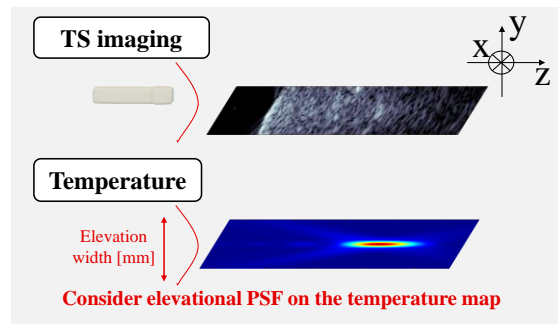 TS imaging
y
x
z
Temperature
Elevation
width [mm]
Consider elevational PSF on the temperature map